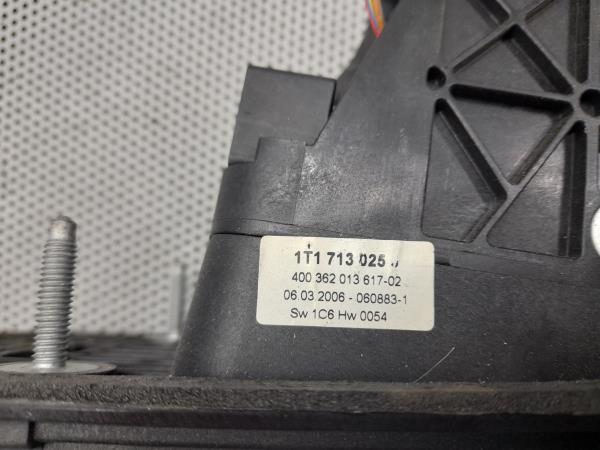 1T1 713 025
400 362 013 617-02
06.03.2006 - 060883-1
Sw 1C6 Hw 0054